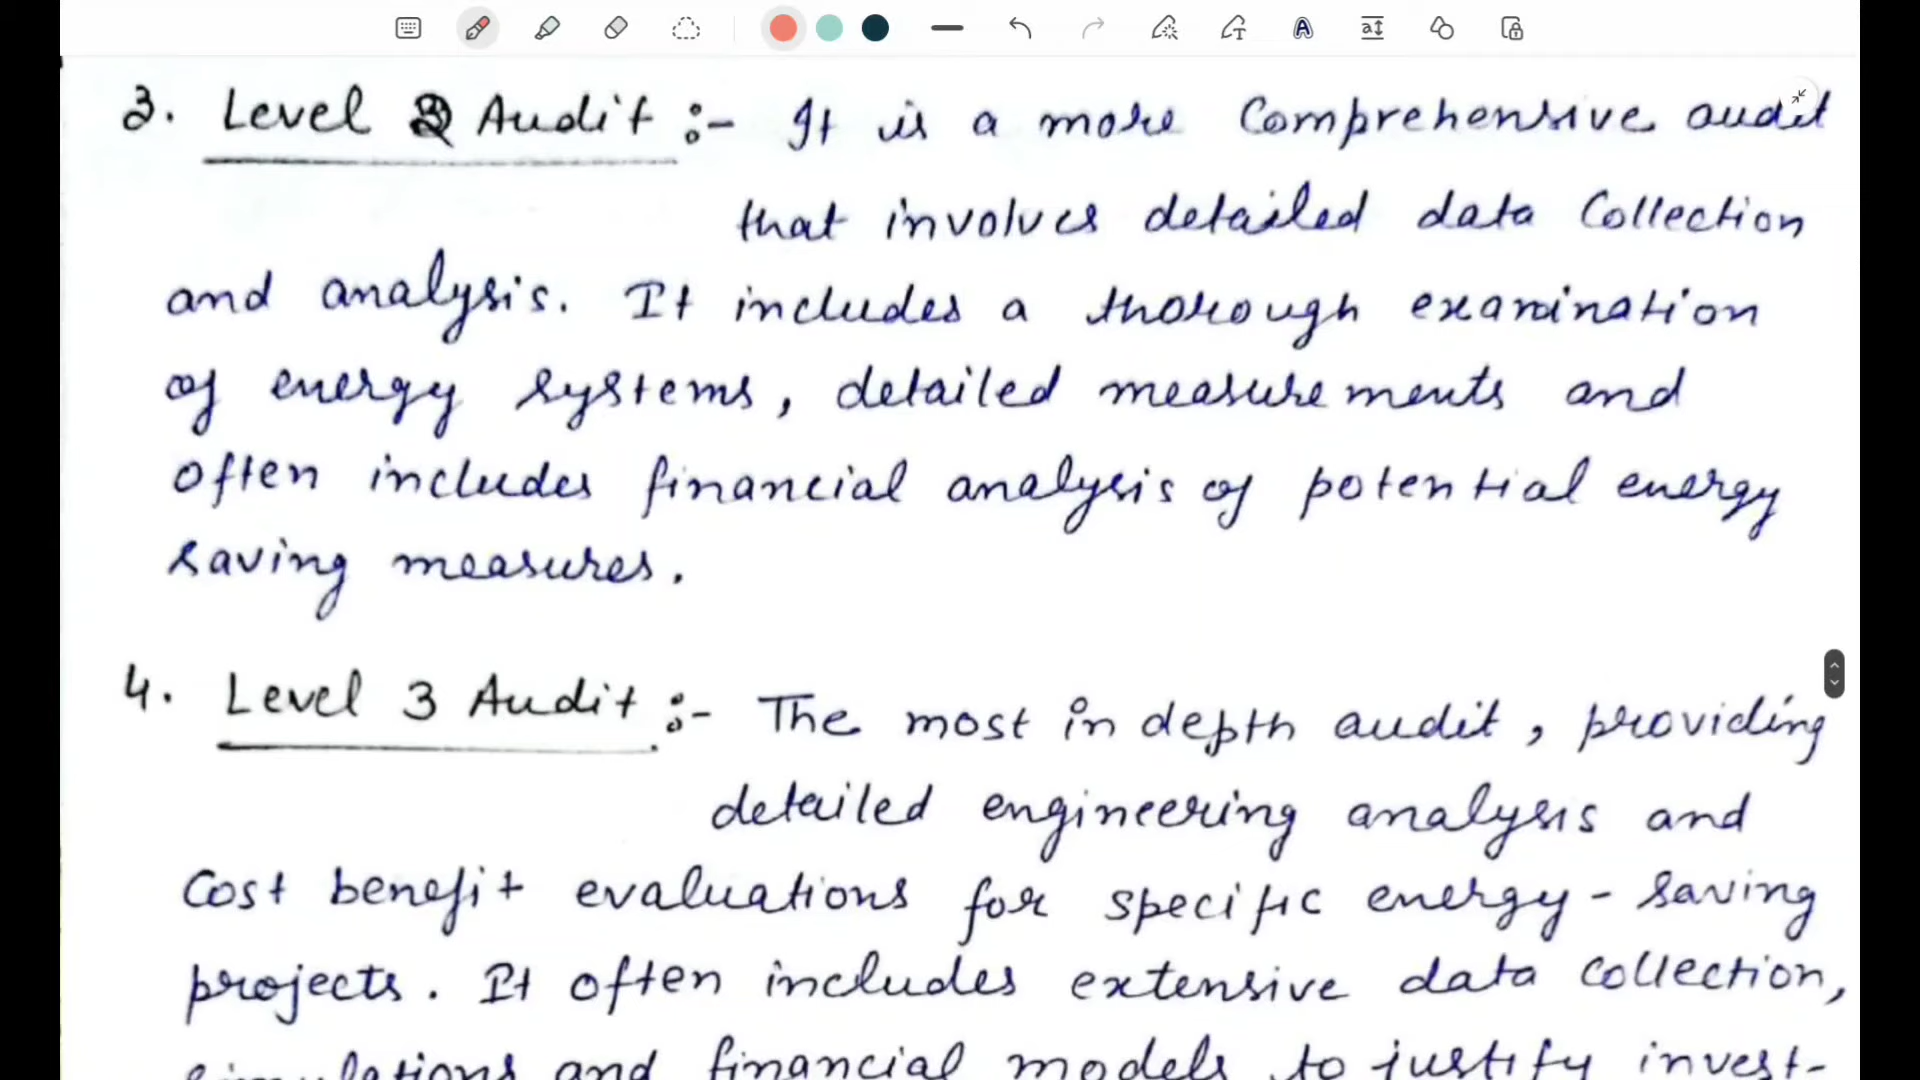 3. Level 2 Audit :- It is a more Comprehensive audit
that involves detailed data Collection
and analysis. It includes a thorough examination
of energy systems, detailed measurements and
often includes financial analysis of potential energy
saving measures.
4. Level 3 Audit :- The most in depth audit, providing
detailed engineering analysis and
Cost benefit evaluations for specific energy-saving
projects. It often includes extensive data collection,
simulations and financial models to justify invest-